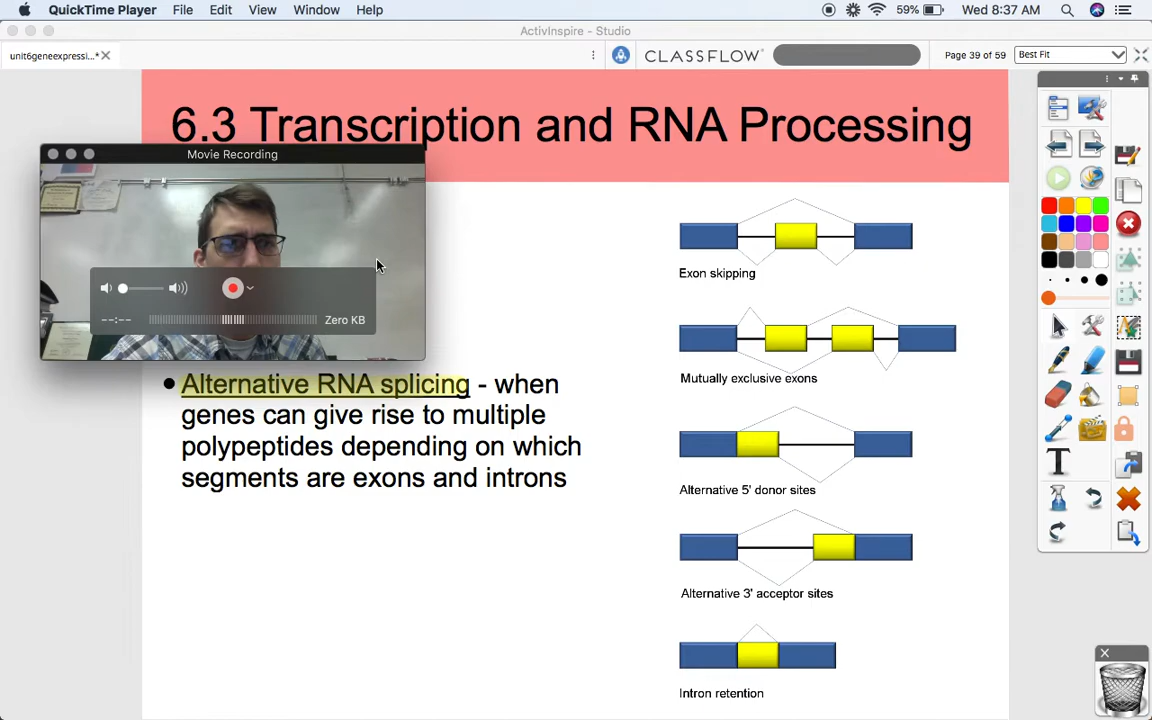 QuickTime Player File Edit View Window Help 59% Wed 8:37 AM
ActivInspire - Studio
unit6geneexpressi...* CLASSFLOW Page 39 of 59 Best Fit
6.3 Transcription and RNA Processing
Movie Recording
--:-- Zero KB
• Alternative RNA splicing - when
genes can give rise to multiple
polypeptides depending on which
segments are exons and introns
Exon skipping
Mutually exclusive exons
Alternative 5' donor sites
Alternative 3' acceptor sites
Intron retention
T